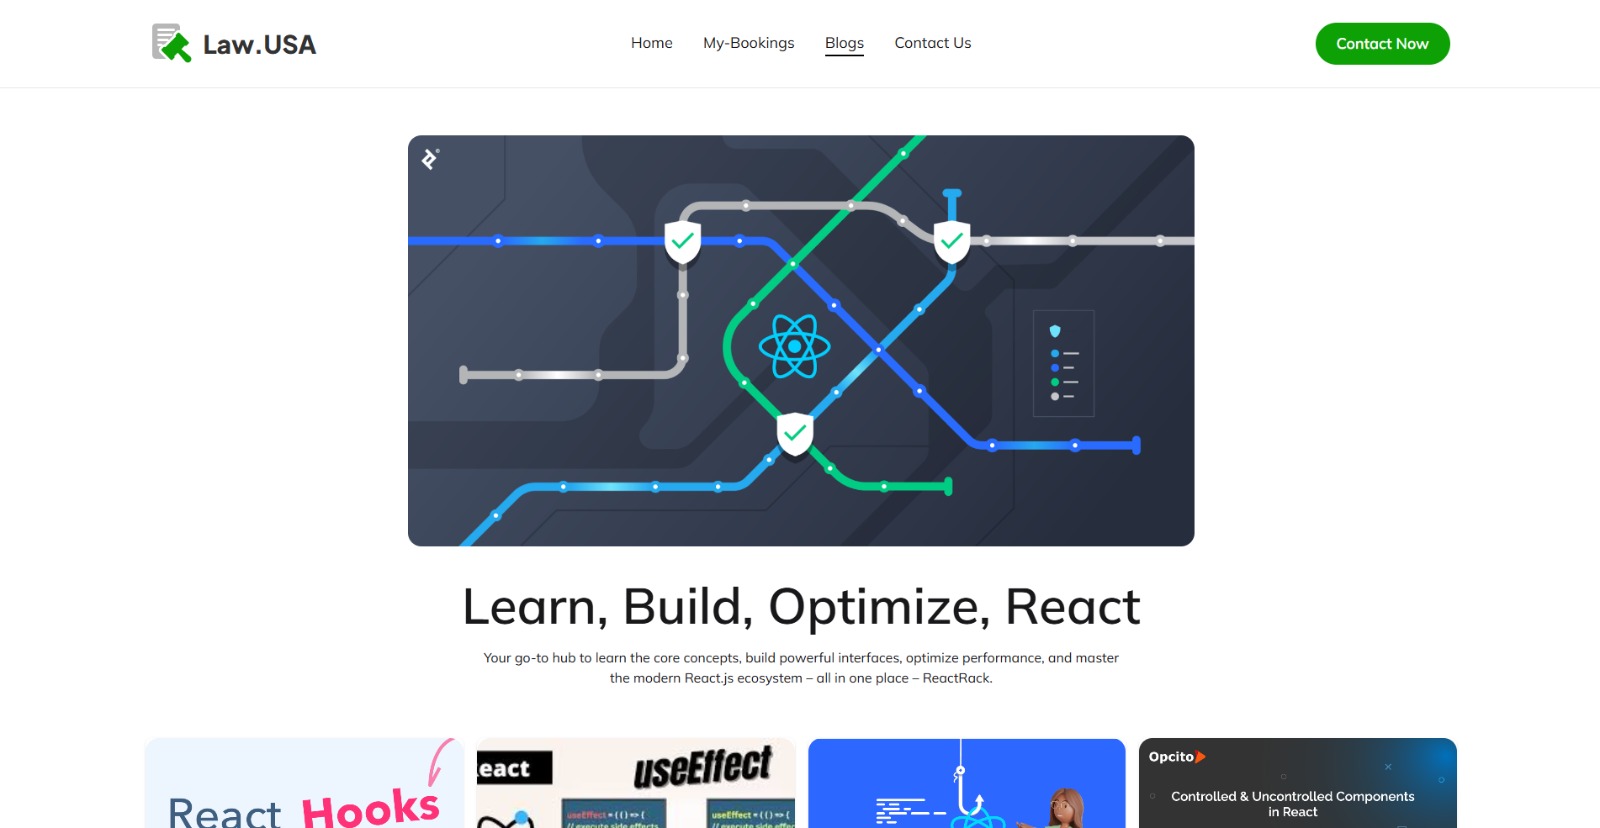 Law.USA
Home
My-Bookings
Blogs
Contact Us
Contact Now
Learn, Build, Optimize, React
Your go-to hub to learn the core concepts, build powerful interfaces, optimize performance, and master
the modern React.js ecosystem – all in one place – ReactRack.
React Hooks
eact
useEffect
useEffect = (() => {
// execute side effects
useEffect = (() => {
// execute side effect
Opcito
Controlled & Uncontrolled Components
in React